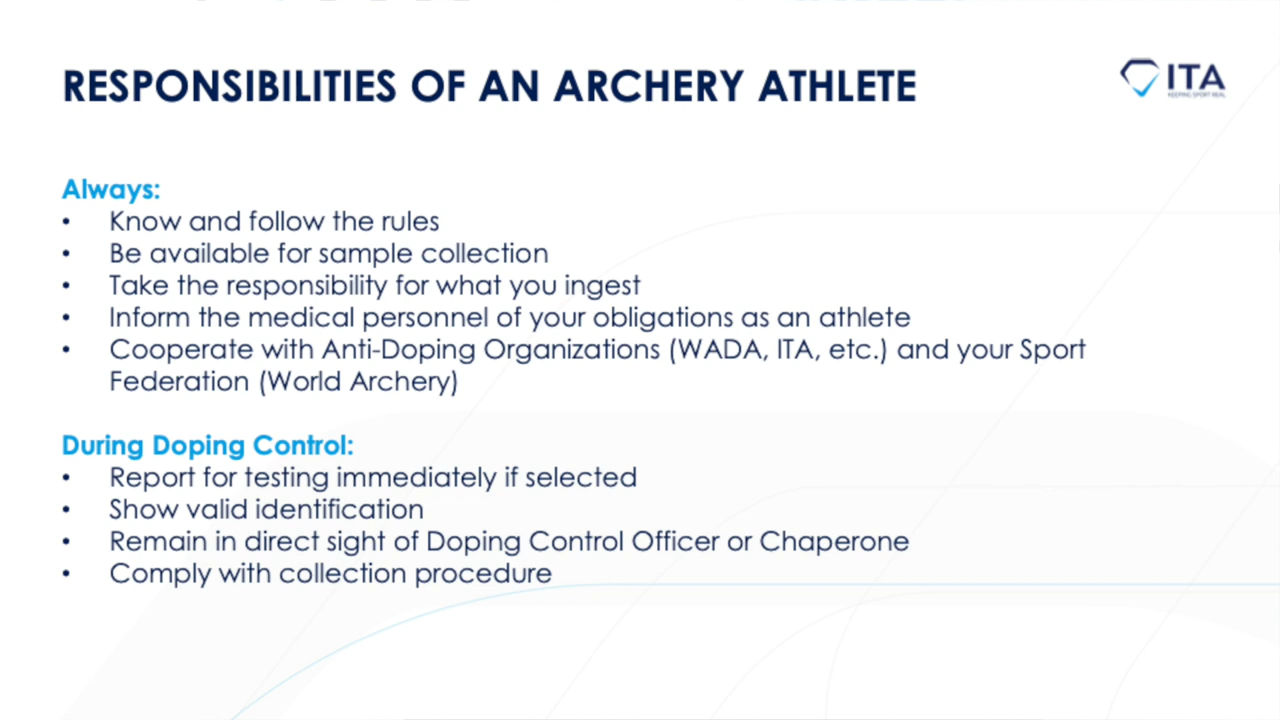 RESPONSIBILITIES OF AN ARCHERY ATHLETE
ITA
KEEPING SPORT REAL
Always:
• Know and follow the rules
• Be available for sample collection
• Take the responsibility for what you ingest
• Inform the medical personnel of your obligations as an athlete
• Cooperate with Anti-Doping Organizations (WADA, ITA, etc.) and your Sport
Federation (World Archery)
During Doping Control:
• Report for testing immediately if selected
• Show valid identification
• Remain in direct sight of Doping Control Officer or Chaperone
• Comply with collection procedure